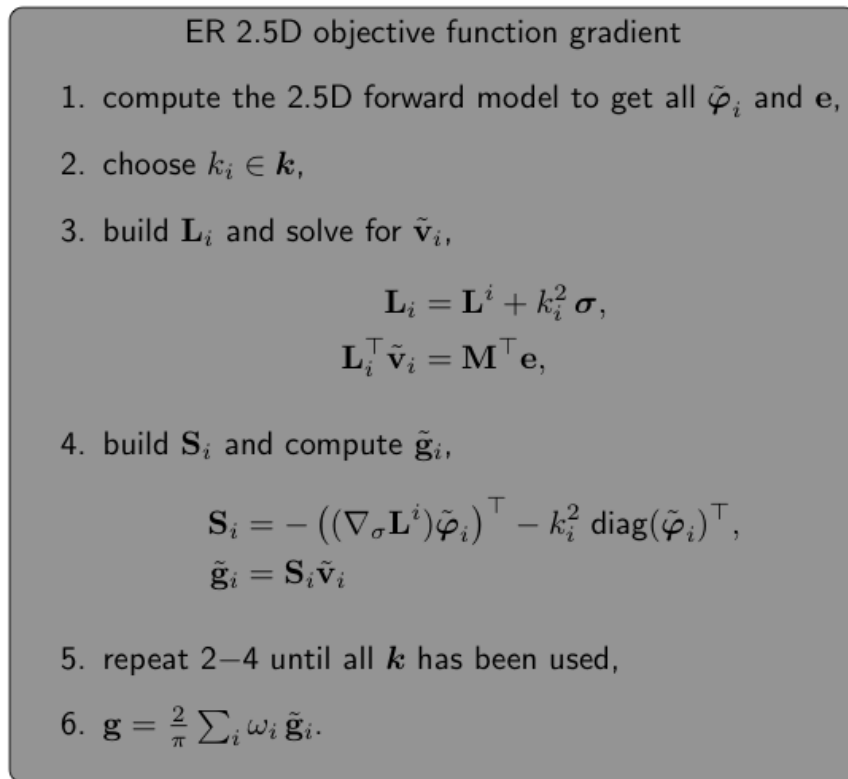 ER 2.5D objective function gradient
1. compute the 2.5D forward model to get all φ̃ᵢ and e,
2. choose kᵢ ∈ k,
3. build Lᵢ and solve for ṽᵢ,
Lᵢ = Lⁱ + kᵢ² σ,
Lᵢ^⊤ ṽᵢ = M^⊤ e,
4. build Sᵢ and compute g̃ᵢ,
Sᵢ = − ((∇_σ Lⁱ)φ̃ᵢ)^⊤ − kᵢ² diag(φ̃ᵢ)^⊤,
g̃ᵢ = Sᵢṽᵢ
5. repeat 2–4 until all k has been used,
6. g = 2/π ∑ᵢ ωᵢ g̃ᵢ.